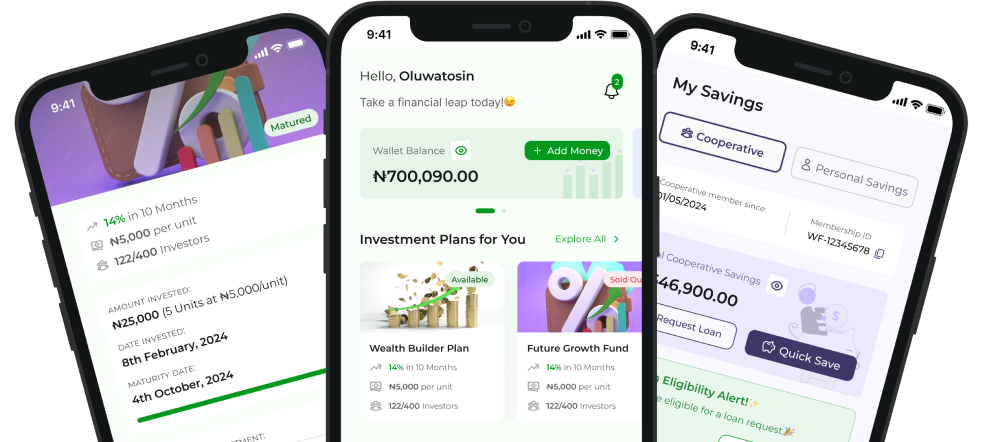 9:41
Matured
14% in 10 Months
₦5,000 per unit
122/400 Investors
AMOUNT INVESTED:
₦25,000 (5 Units at ₦5,000/unit)
DATE INVESTED:
8th February, 2024
MATURITY DATE:
4th October, 2024
9:41
Hello, Oluwatosin
2
Take a financial leap today!😉
Wallet Balance
+ Add Money
₦700,090.00
Investment Plans for You
Explore All >
Available
Sold Ou
Wealth Builder Plan
14% in 10 Months
₦5,000 per unit
122/400 Investors
Future Growth Fund
14% in 10 Months
₦5,000 per unit
122/400 Investors
9:41
My Savings
Cooperative
Personal Savings
Cooperative member since:
01/05/2024
Membership ID
WF-12345678
Cooperative Savings
46,900.00
$
Request Loan
Quick Save
Eligibility Alert!✨
eligible for a loan request🎉